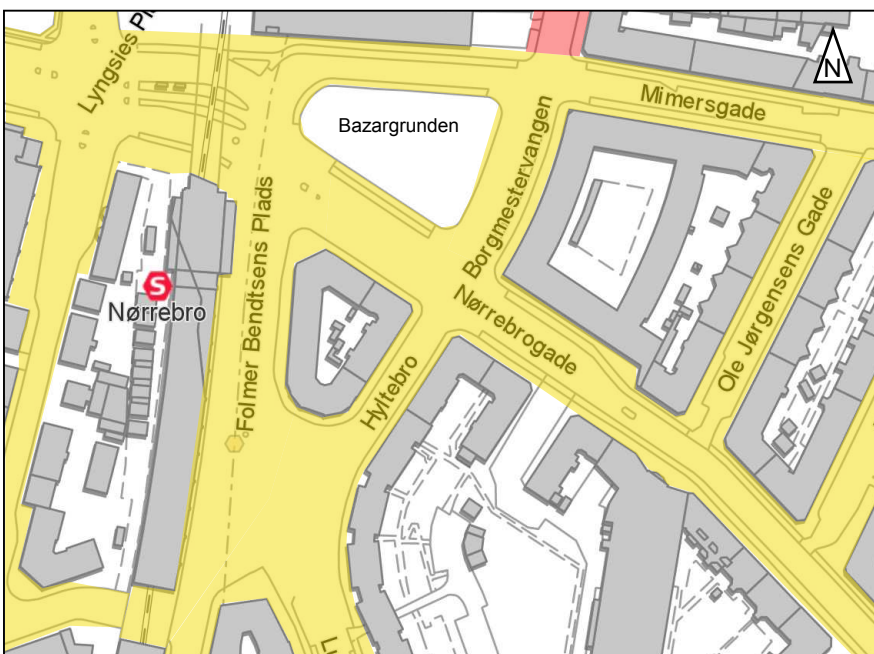 Lyngsies Pl
Bazargrunden
Mimersgade
N
Borgmestervangen
Folmer Bendtsens Plads
S
Nørrebro
Nørrebrogade
Ole Jørgensens Gade
Hyltebro